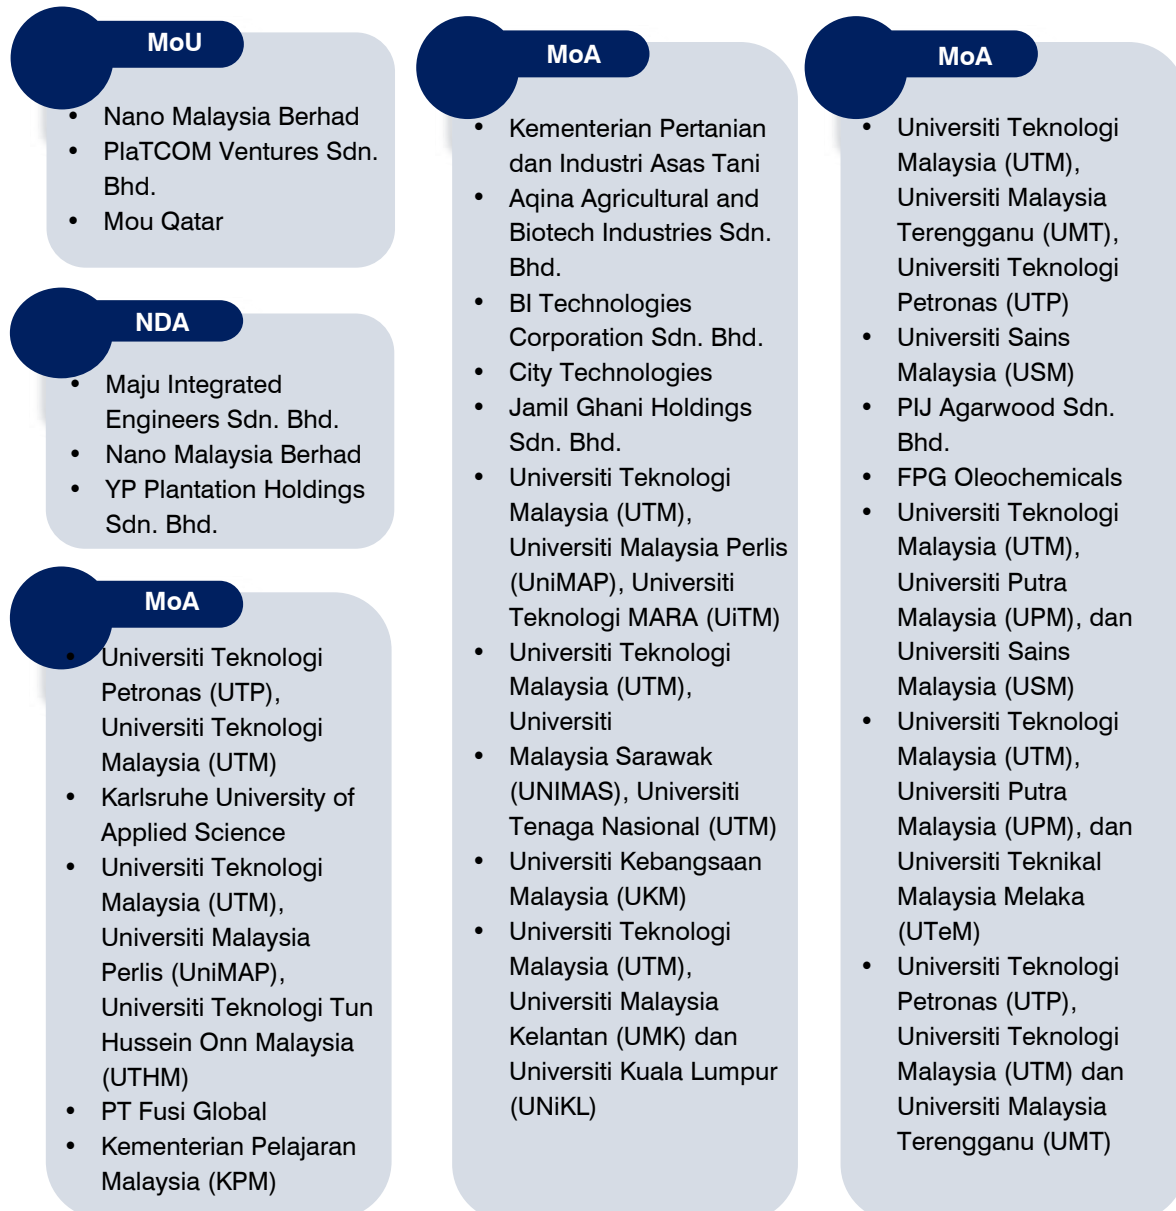 MoU
• Nano Malaysia Berhad
• PlaTCOM Ventures Sdn.
Bhd.
• Mou Qatar
NDA
• Maju Integrated
Engineers Sdn. Bhd.
• Nano Malaysia Berhad
• YP Plantation Holdings
Sdn. Bhd.
MoA
• Universiti Teknologi
Petronas (UTP),
Universiti Teknologi
Malaysia (UTM)
• Karlsruhe University of
Applied Science
• Universiti Teknologi
Malaysia (UTM),
Universiti Malaysia
Perlis (UniMAP),
Universiti Teknologi Tun
Hussein Onn Malaysia
(UTHM)
• PT Fusi Global
• Kementerian Pelajaran
Malaysia (KPM)
MoA
• Kementerian Pertanian
dan Industri Asas Tani
• Aqina Agricultural and
Biotech Industries Sdn.
Bhd.
• BI Technologies
Corporation Sdn. Bhd.
• City Technologies
• Jamil Ghani Holdings
Sdn. Bhd.
• Universiti Teknologi
Malaysia (UTM),
Universiti Malaysia Perlis
(UniMAP), Universiti
Teknologi MARA (UiTM)
• Universiti Teknologi
Malaysia (UTM),
Universiti
• Malaysia Sarawak
(UNIMAS), Universiti
Tenaga Nasional (UTM)
• Universiti Kebangsaan
Malaysia (UKM)
• Universiti Teknologi
Malaysia (UTM),
Universiti Malaysia
Kelantan (UMK) dan
Universiti Kuala Lumpur
(UNiKL)
MoA
• Universiti Teknologi
Malaysia (UTM),
Universiti Malaysia
Terengganu (UMT),
Universiti Teknologi
Petronas (UTP)
• Universiti Sains
Malaysia (USM)
• PIJ Agarwood Sdn.
Bhd.
• FPG Oleochemicals
• Universiti Teknologi
Malaysia (UTM),
Universiti Putra
Malaysia (UPM), dan
Universiti Sains
Malaysia (USM)
• Universiti Teknologi
Malaysia (UTM),
Universiti Putra
Malaysia (UPM), dan
Universiti Teknikal
Malaysia Melaka
(UTeM)
• Universiti Teknologi
Petronas (UTP),
Universiti Teknologi
Malaysia (UTM) dan
Universiti Malaysia
Terengganu (UMT)